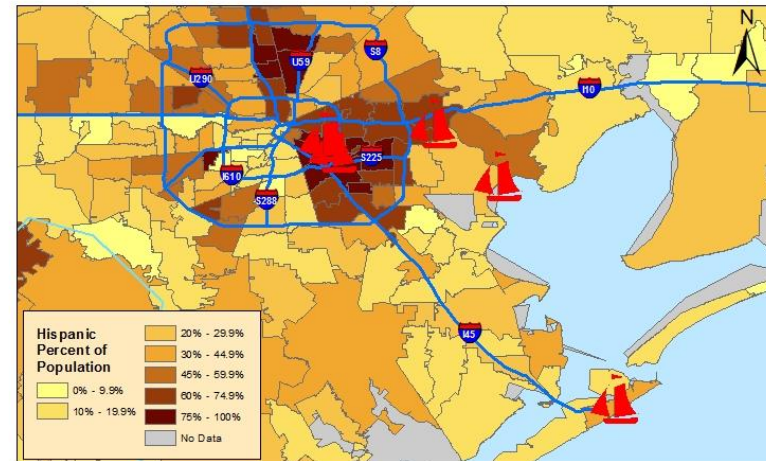 N
U59
S8
U290
I10
S225
I610
S288
I45
Hispanic
Percent of
Population
0% - 9.9%
10% - 19.9%
20% - 29.9%
30% - 44.9%
45% - 59.9%
60% - 74.9%
75% - 100%
No Data